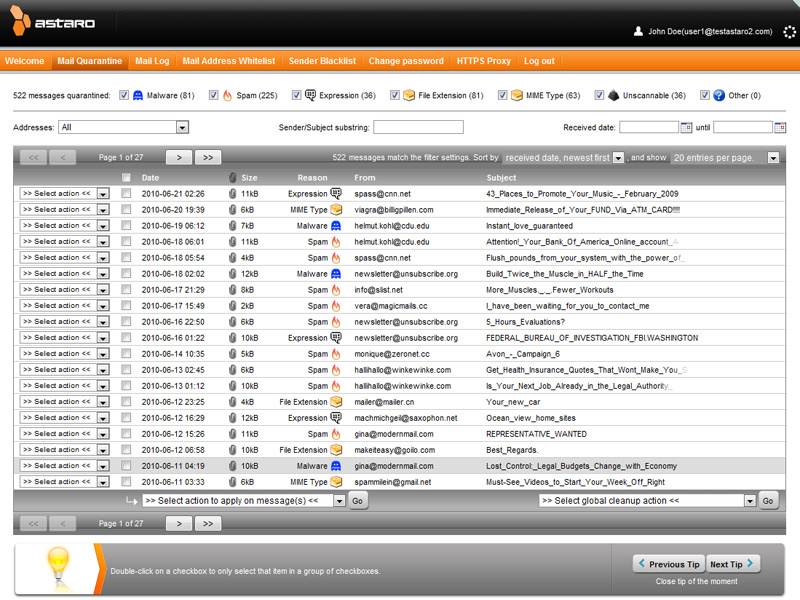 astaro
John Doe(user1@testastaro2.com)
Welcome Mail Quarantine Mail Log Mail Address Whitelist Sender Blacklist Change password HTTPS Proxy Log out
522 messages quarantined: Malware (81) Spam (225) Expression (36) File Extension (81) MIME Type (63) Unscannable (36) Other (0)
Addresses: All Sender/Subject substring: Received date: until
<< < Page 1 of 27 > >> 522 messages match the filter settings. Sort by received date, newest first , and show 20 entries per page.
Date Size Reason From Subject
>> Select action << 2010-06-21 02:26 11kB Expression spass@cnn.net 43_Places_to_Promote_Your_Music_-_February_2009
>> Select action << 2010-06-20 19:39 6kB MIME Type viagra@billigpillen.com Immediate_Release_of_Your_FUND_Via_ATM_CARD!!!!
>> Select action << 2010-06-19 06:12 7kB Malware helmut.kohl@cdu.edu Instant_love_guaranteed
>> Select action << 2010-06-18 06:01 11kB Spam helmut.kohl@cdu.edu Attention!_Your_Bank_Of_America_Online_account_A
>> Select action << 2010-06-18 05:54 4kB Spam spass@cnn.net Flush_pounds_from_your_system_with_the_power_of_
>> Select action << 2010-06-18 02:02 12kB Malware newsletter@unsubscribe.org Build_Twice_the_Muscle_in_HALF_the_Time
>> Select action << 2010-06-17 21:29 8kB Spam info@slist.net More_Muscles_._._Fewer_Workouts
>> Select action << 2010-06-17 15:49 2kB Spam vera@magicmails.cc I_have_been_waiting_for_you_to_contact_me
>> Select action << 2010-06-16 22:50 6kB Spam newsletter@unsubscribe.org 5_Hours_Evaluations?
>> Select action << 2010-06-16 01:22 10kB Expression newsletter@unsubscribe.org FEDERAL_BUREAU_OF_INVESTIGATION_FBI.WASHINGTON
>> Select action << 2010-06-14 10:35 5kB Spam monique@zeronet.cc Avon_-_Campaign_6
>> Select action << 2010-06-13 02:45 6kB Spam hallihallo@winkewinke.com Get_Health_Insurance_Quotes_That_Wont_Make_You_S
>> Select action << 2010-06-13 01:12 10kB Spam hallihallo@winkewinke.com Is_Your_Next_Job_Already_in_the_Legal_Authority_
>> Select action << 2010-06-12 23:25 4kB File Extension mailer@mailer.cn Your_new_car
>> Select action << 2010-06-12 16:29 12kB Expression machmichgeil@saxophon.net Ocean_view_home_sites
>> Select action << 2010-06-12 15:26 11kB Spam gina@modernmail.com REPRESENTATIVE_WANTED
>> Select action << 2010-06-12 06:58 10kB File Extension makeiteasy@goilo.com Best_Regards.
>> Select action << 2010-06-11 04:19 10kB Malware gina@modernmail.com Lost_Control:_Legal_Budgets_Change_with_Economy
>> Select action << 2010-06-11 03:33 6kB MIME Type spammilein@gmail.net Must-See_Videos_to_Start_Your_Week_Off_Right
>> Select action to apply on message(s) << Go >> Select global cleanup action << Go
<< < Page 1 of 27 > >>
Double-click on a checkbox to only select that item in a group of checkboxes.
Previous Tip Next Tip
Close tip of the moment